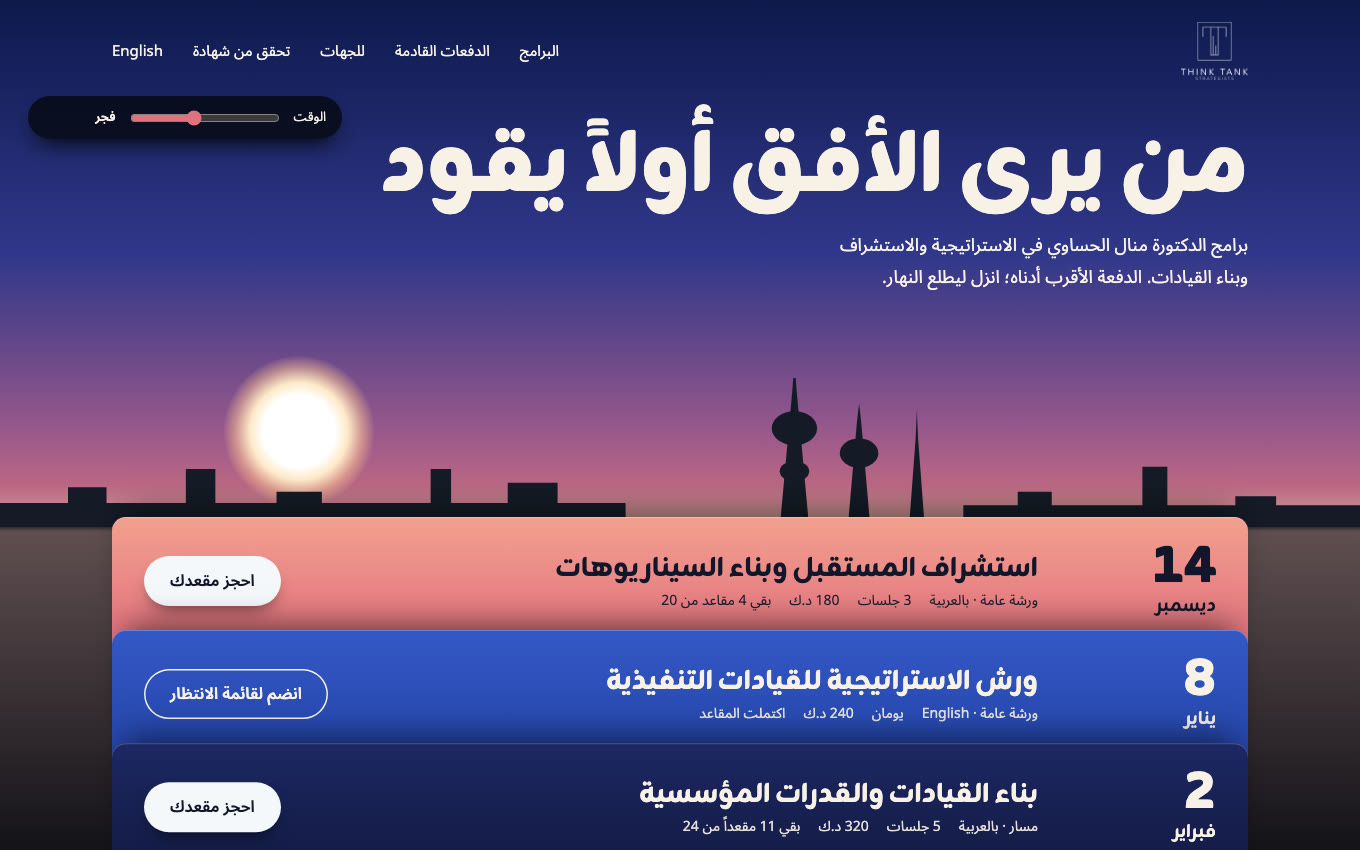 THINK TANK
STRATEGISTS
البرامج
الدفعات القادمة
للجهات
تحقق من شهادة
English
الوقت
فجر
من يرى الأفق أولاً يقود
برامج الدكتورة منال الحساوي في الاستراتيجية والاستشراف
وبناء القيادات. الدفعة الأقرب أدناه؛ انزل ليطلع النهار.
14
ديسمبر
استشراف المستقبل وبناء السيناريوهات
ورشة عامة · بالعربية 3 جلسات 180 د.ك بقي 4 مقاعد من 20
احجز مقعدك
8
يناير
ورش الاستراتيجية للقيادات التنفيذية
ورشة عامة · English يومان 240 د.ك اكتملت المقاعد
انضم لقائمة الانتظار
2
فبراير
بناء القيادات والقدرات المؤسسية
مسار · بالعربية 5 جلسات 320 د.ك بقي 11 مقعداً من 24
احجز مقعدك